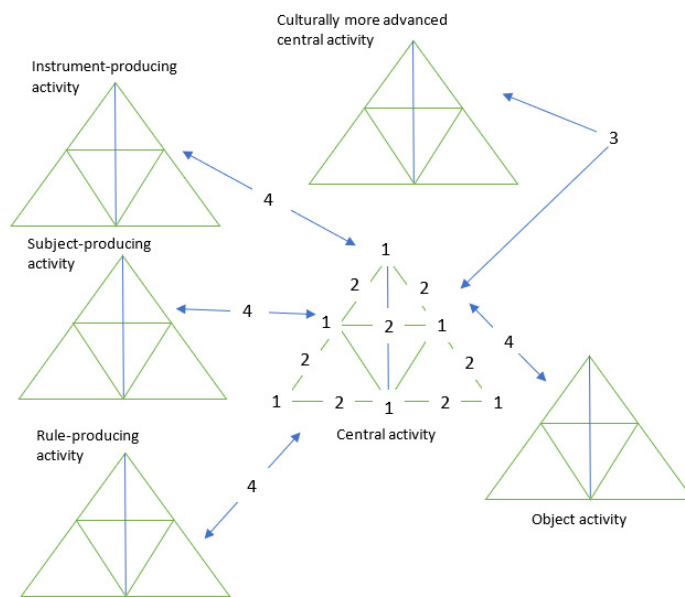 Culturally more advanced
central activity
Instrument-producing
activity
3
4
Subject-producing
activity
1
2
2
4
1
2
1
4
2
2
1
2
1
2
1
Central activity
Rule-producing
activity
4
Object activity